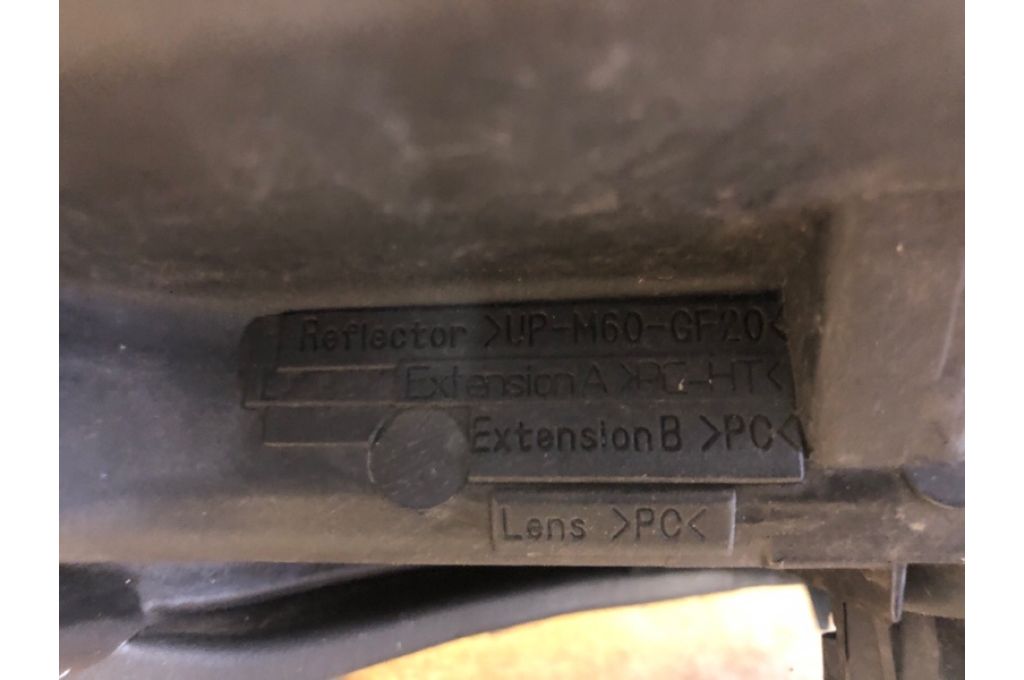 Reflector >UP-M60-GF20<
Extension A >PC-HT<
Extension B >PC<
Lens >PC<